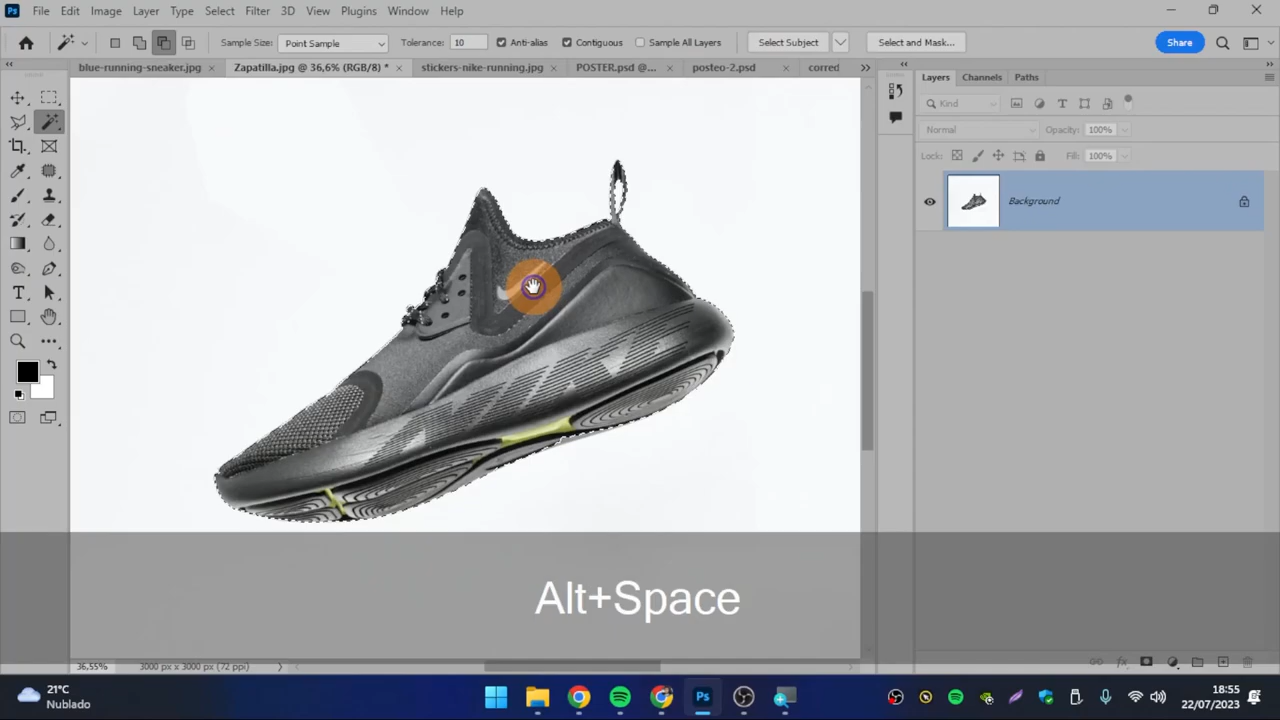 Ps File Edit Image Layer Type Select Filter 3D View Plugins Window Help
Sample Size: Point Sample Tolerance: 10 Anti-alias Contiguous Sample All Layers Select Subject Select and Mask... Share
blue-running-sneaker.jpg × Zapatilla.jpg @ 36,6% (RGB/8) * × stickers-nike-running.jpg × POSTER.psd @ ... × posteo-2.psd × corred
Layers Channels Paths
Kind
Normal Opacity: 100%
Lock: Fill: 100%
Background
Alt+Space
36,55% 3000 px x 3000 px (72 ppi)
21°C
Nublado
Ps
18:55
22/07/2023